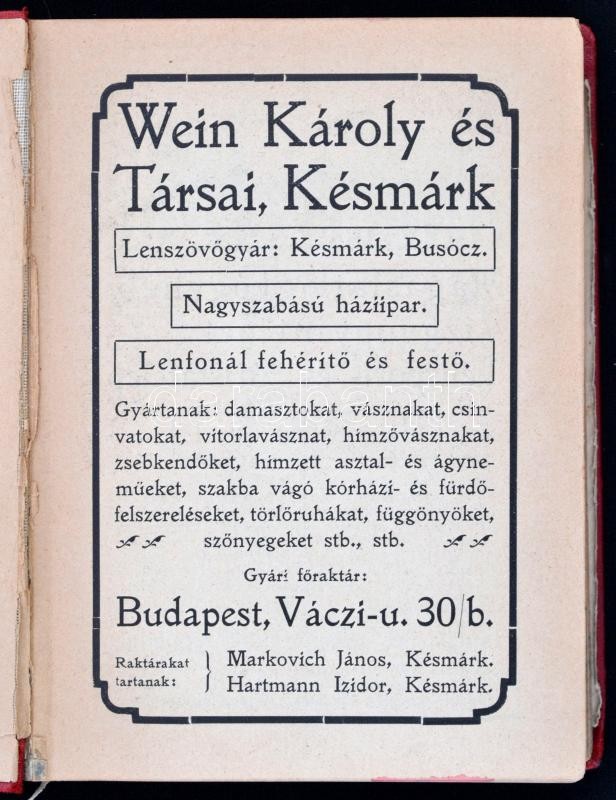 Wein Károly és
Társai, Késmárk
Lenszövőgyár: Késmárk, Busócz.
Nagyszabású háziipar.
Lenfonál fehérítő és festő.
Gyártanak: damasztokat, vásznakat, csin-
vatokat, vitorlavásznat, hímzővásznakat,
zsebkendőket, hímzett asztal- és ágyne-
műeket, szakba vágó kórházi- és fürdő-
felszereléseket, törlőruhákat, függönyöket,
szőnyegeket stb., stb.
Gyári főraktár:
Budapest, Váczi-u. 30/b.
Raktárakat
tartanak:
Markovich János, Késmárk.
Hartmann Izidor, Késmárk.
darabanth